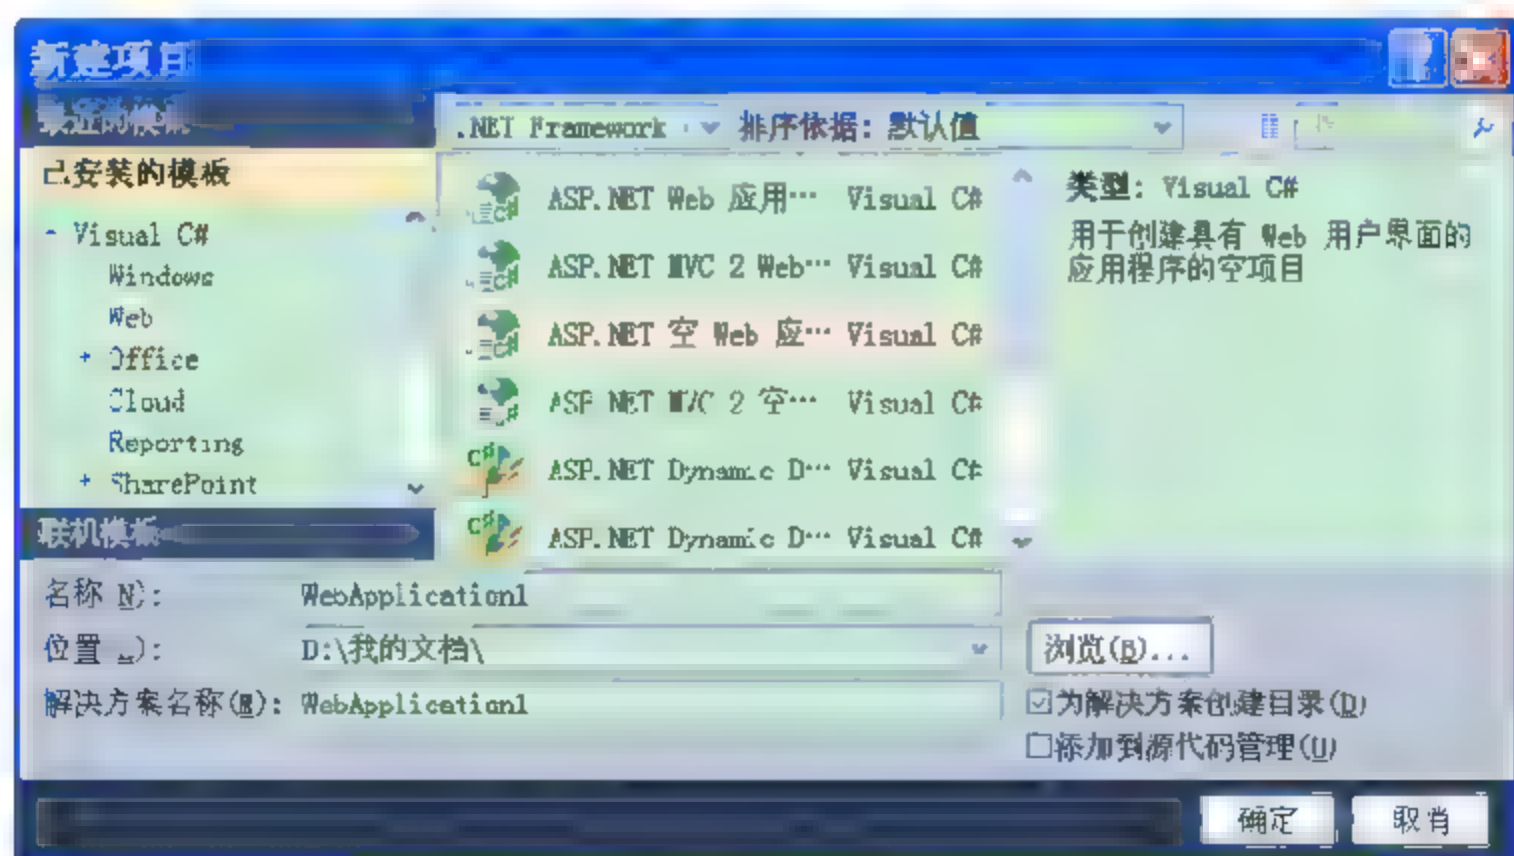 新建项目
最近的模板
.NET Framework 排序依据: 默认值
已安装的模板
Visual C#
Windows
Web
Office
Cloud
Reporting
SharePoint
联机模板
ASP.NET Web 应用… Visual C#
ASP.NET MVC 2 Web… Visual C#
ASP.NET 空 Web 应… Visual C#
ASP.NET MVC 2 空… Visual C#
ASP.NET Dynamic D… Visual C#
ASP.NET Dynamic D… Visual C#
类型: Visual C#
用于创建具有 Web 用户界面的
应用程序的空项目
名称(N): WebApplication1
位置(L): D:\我的文档\
浏览(B)...
解决方案名称(M): WebApplication1
为解决方案创建目录(D)
添加到源代码管理(U)
确定 取消